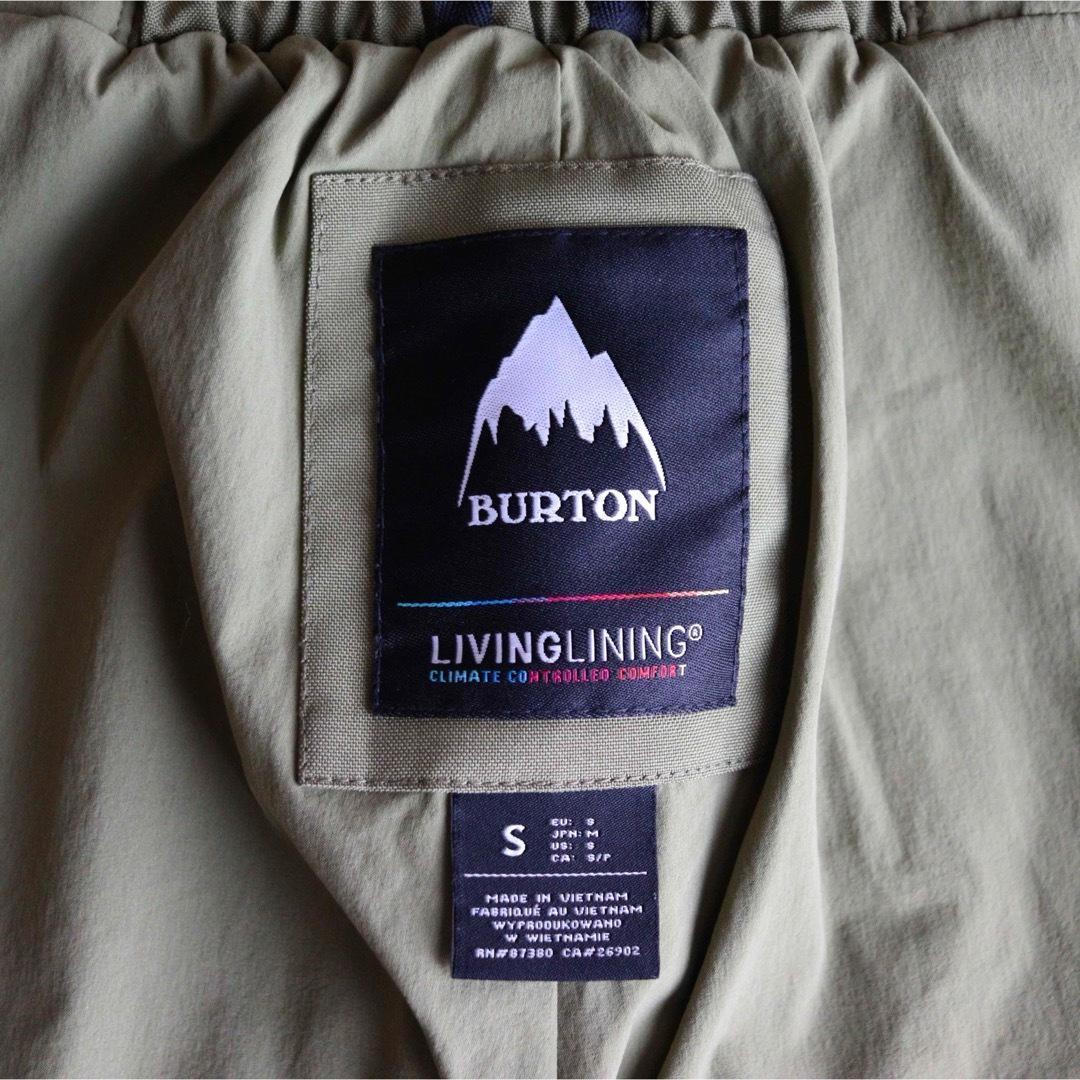 BURTON
LIVINGLINING®
CLIMATE CONTROLLED COMFORT
S
EU: S
JPN: M
US: S
CA: S/P
MADE IN VIETNAM
FABRIQUÉ AU VIETNAM
WYPRODUKOWANO
W WIETNAMIE
RN#87380 CA#26902